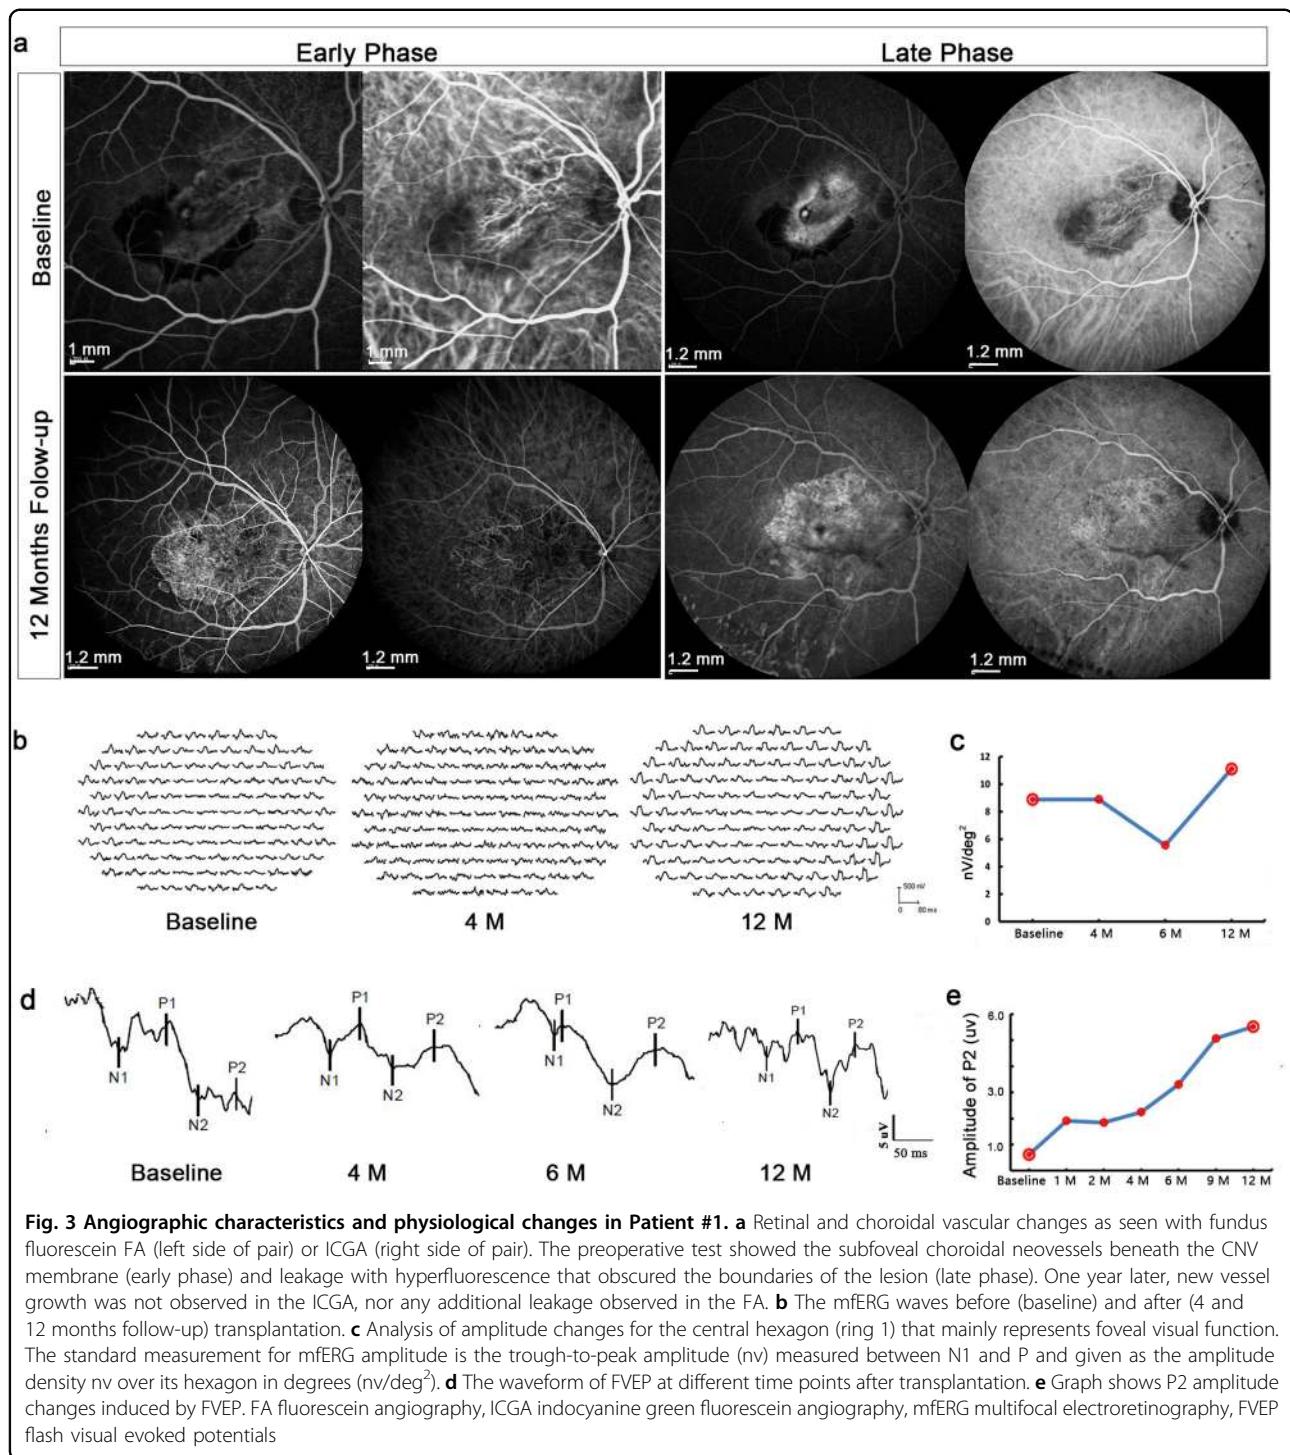 a
Early Phase
Late Phase
Baseline
1 mm
1 mm
1.2 mm
1.2 mm
12 Months Folow-up
1.2 mm
1.2 mm
1.2 mm
1.2 mm
b
Baseline
4 M
12 M
500 nV
0 80 ms
c
nV/deg²
12
10
8
6
4
2
0
Baseline 4 M 6 M 12 M
d
P1
N1
P2
N2
Baseline
P1
P2
N1
N2
4 M
P1
P2
N1
N2
6 M
P1
P2
N1
N2
12 M
5 uV
50 ms
e
Amplitude of P2 (uv)
6.0
3.0
1.0
Baseline 1 M 2 M 4 M 6 M 9 M 12 M
Fig. 3 Angiographic characteristics and physiological changes in Patient #1. a Retinal and choroidal vascular changes as seen with fundus
fluorescein FA (left side of pair) or ICGA (right side of pair). The preoperative test showed the subfoveal choroidal neovessels beneath the CNV
membrane (early phase) and leakage with hyperfluorescence that obscured the boundaries of the lesion (late phase). One year later, new vessel
growth was not observed in the ICGA, nor any additional leakage observed in the FA. b The mfERG waves before (baseline) and after (4 and
12 months follow-up) transplantation. c Analysis of amplitude changes for the central hexagon (ring 1) that mainly represents foveal visual function.
The standard measurement for mfERG amplitude is the trough-to-peak amplitude (nv) measured between N1 and P and given as the amplitude
density nv over its hexagon in degrees (nv/deg²). d The waveform of FVEP at different time points after transplantation. e Graph shows P2 amplitude
changes induced by FVEP. FA fluorescein angiography, ICGA indocyanine green fluorescein angiography, mfERG multifocal electroretinography, FVEP
flash visual evoked potentials